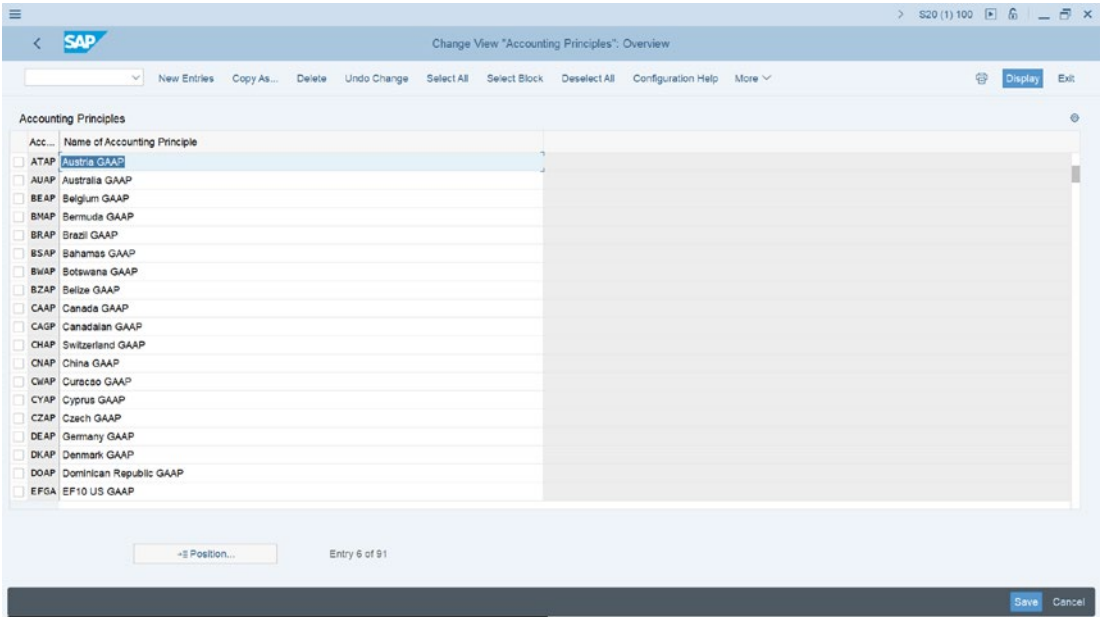 S20 (1) 100
SAP
Change View "Accounting Principles": Overview
New Entries Copy As... Delete Undo Change Select All Select Block Deselect All Configuration Help More Display Exit
Accounting Principles
Acc... Name of Accounting Principle
ATAP Austria GAAP
AUAP Australia GAAP
BEAP Belgium GAAP
BMAP Bermuda GAAP
BRAP Brazil GAAP
BSAP Bahamas GAAP
BWAP Botswana GAAP
BZAP Belize GAAP
CAAP Canada GAAP
CAGP Canadaian GAAP
CHAP Switzerland GAAP
CNAP China GAAP
CWAP Curacao GAAP
CYAP Cyprus GAAP
CZAP Czech GAAP
DEAP Germany GAAP
DKAP Denmark GAAP
DOAP Dominican Republic GAAP
EFGA EF10 US GAAP
Position... Entry 6 of 91
Save Cancel